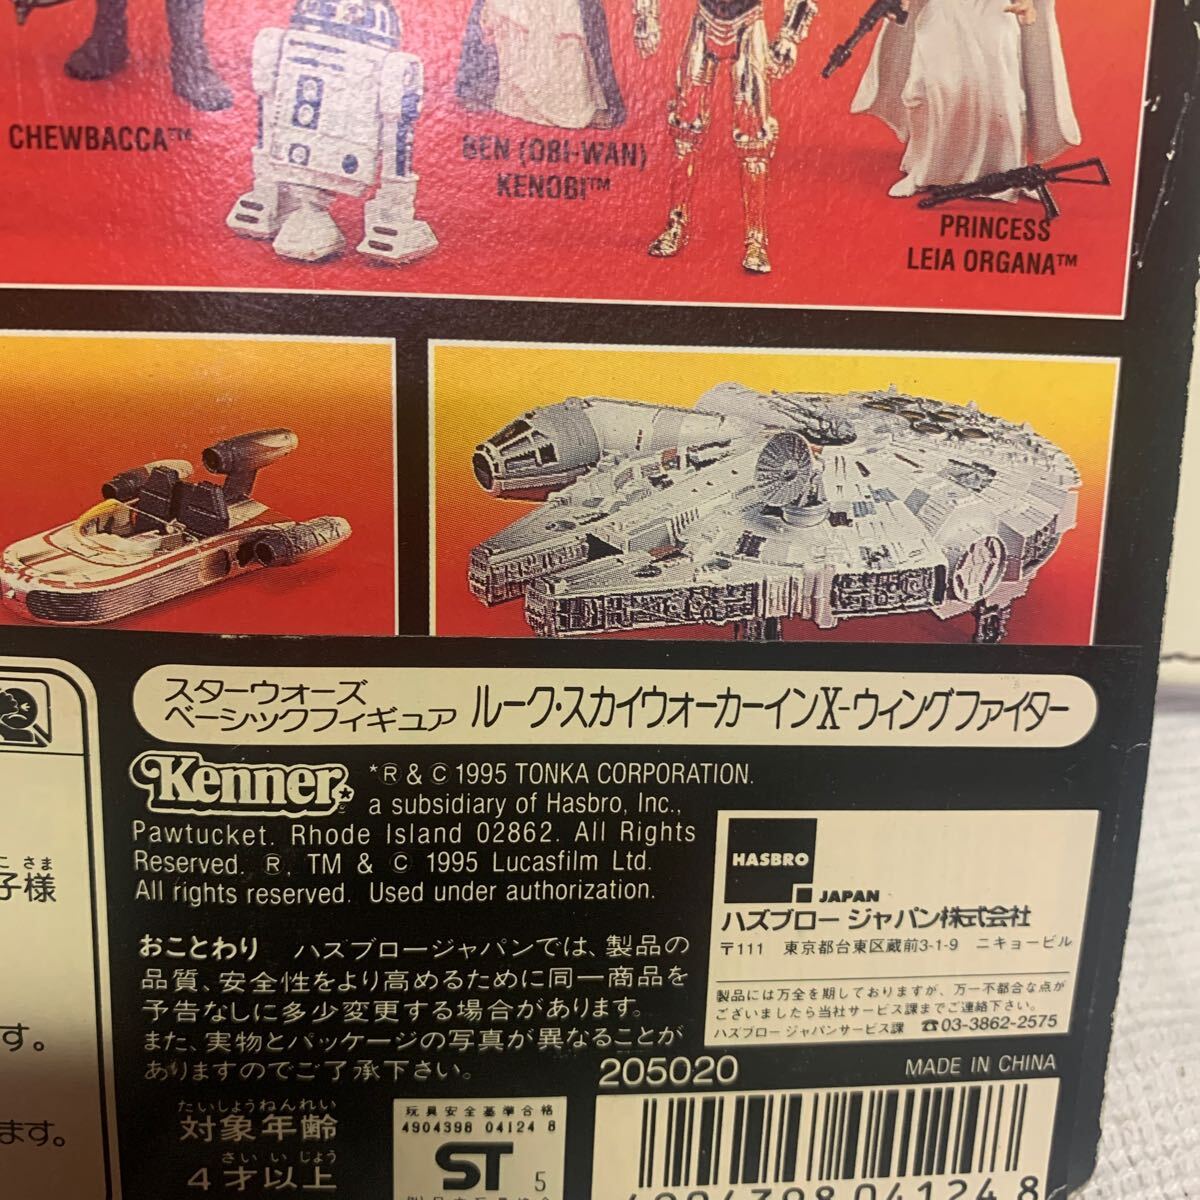 CHEWBACCA™
BEN (OBI-WAN)
KENOBI™
PRINCESS
LEIA ORGANA™
スターウォーズ
ベーシックフィギュア ルーク・スカイウォーカーインX-ウィングファイター
Kenner
*® & © 1995 TONKA CORPORATION.
a subsidiary of Hasbro, Inc.,
Pawtucket. Rhode Island 02862. All Rights
Reserved. ®, TM & © 1995 Lucasfilm Ltd.
All rights reserved. Used under authorization.
おことわり ハズブロージャパンでは、製品の
品質、安全性をより高めるために同一商品を
予告なしに多少変更する場合があります。
また、実物とパッケージの写真が異なることが
ありますのでご了承下さい。
HASBRO
JAPAN
ハズブロー ジャパン株式会社
〒111 東京都台東区蔵前3-1-9 ニキョービル
製品には万全を期しておりますが、万一不都合な点が
ございましたら当社サービス課までご連絡下さい。
ハズブロー ジャパンサービス課 ☎03-3862-2575
205020
MADE IN CHINA
こ さま
子様
す。
ます。
たいしょうねんれい
対象年齢
さい い じょう
4才以上
玩具安全基準合格
4904398 04124 8
ST
5
4904398041248